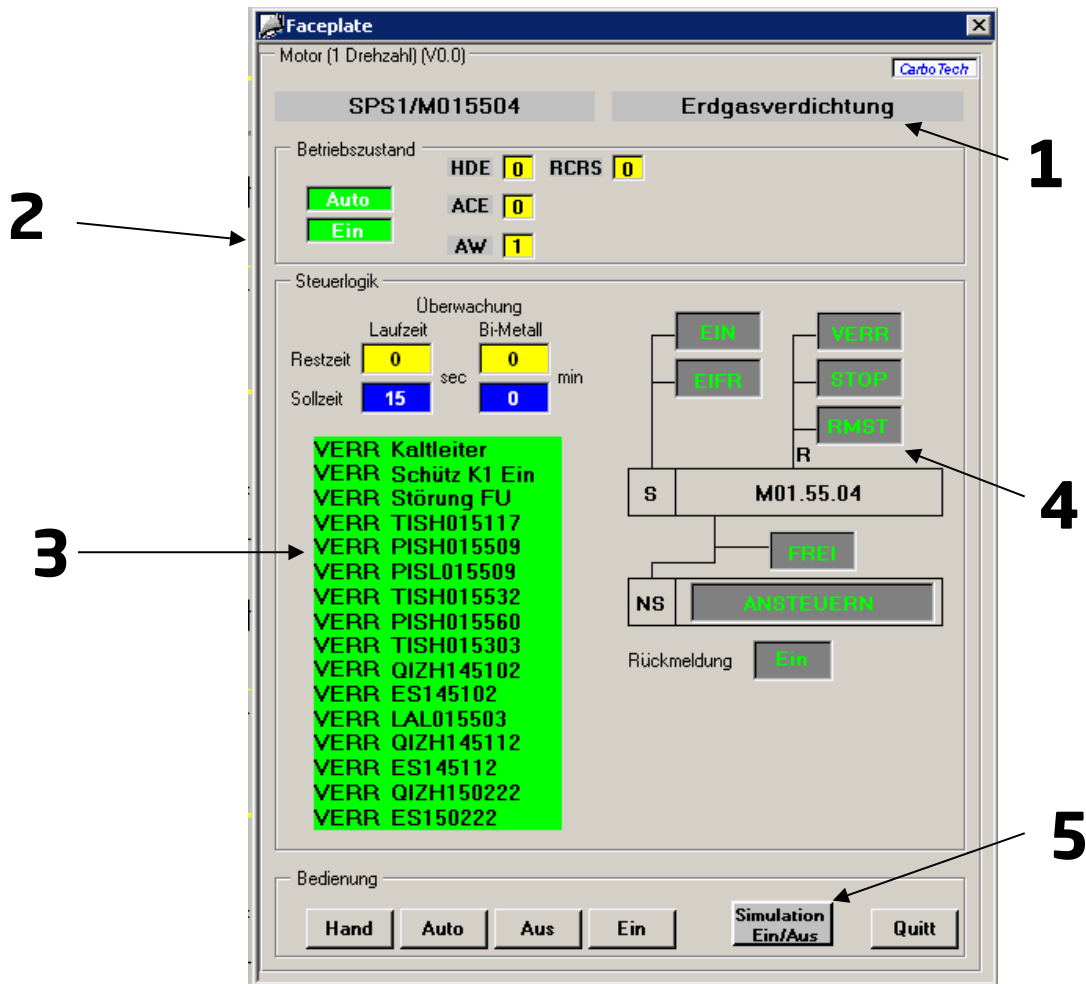 Faceplate
Motor (1 Drehzahl) (V0.0)
CarboTech
SPS1/M015504 Erdgasverdichtung
1
Betriebszustand
HDE 0 RCRS 0
Auto ACE 0
2
Ein
AW 1
Steuerlogik
Überwachung
Laufzeit Bi-Metall
Restzeit 0 sec 0 min
Sollzeit 15 0
EIN VERR
EIFR STOP
RMST
R
S M01.55.04
4
FREI
NS ANSTEUERN
Rückmeldung Ein
3
VERR Kaltleiter
VERR Schütz K1 Ein
VERR Störung FU
VERR TISH015117
VERR PISH015509
VERR PISL015509
VERR TISH015532
VERR PISH015560
VERR TISH015303
VERR QIZH145102
VERR ES145102
VERR LAL015503
VERR QIZH145112
VERR ES145112
VERR QIZH150222
VERR ES150222
5
Bedienung
Hand Auto Aus Ein Simulation Ein/Aus Quitt